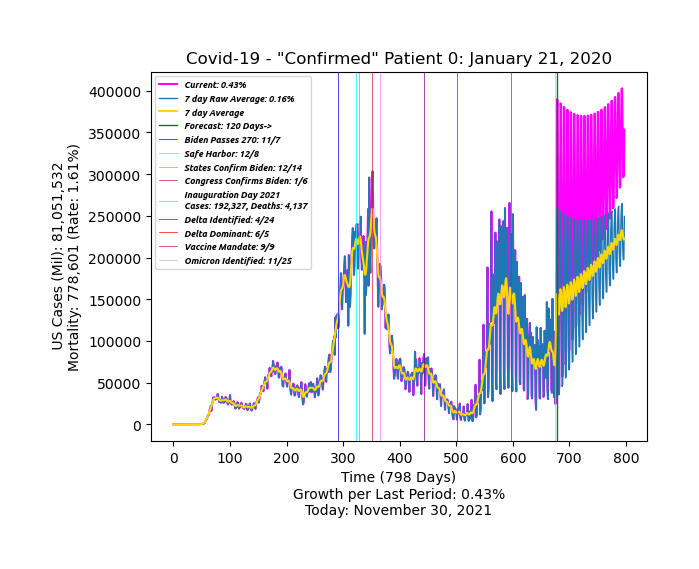 Covid-19 - "Confirmed" Patient 0: January 21, 2020
US Cases (Mil): 81,051,532
Mortality: 778,601 (Rate: 1.61%)
400000
350000
300000
250000
200000
150000
100000
50000
0
Current: 0.43%
7 day Raw Average: 0.16%
7 day Average
Forecast: 120 Days->
Biden Passes 270: 11/7
Safe Harbor: 12/8
States Confirm Biden: 12/14
Congress Confirms Biden: 1/6
Inauguration Day 2021
Cases: 192,327, Deaths: 4,137
Delta Identified: 4/24
Delta Dominant: 6/5
Vaccine Mandate: 9/9
Omicron Identified: 11/25
0 100 200 300 400 500 600 700 800
Time (798 Days)
Growth per Last Period: 0.43%
Today: November 30, 2021